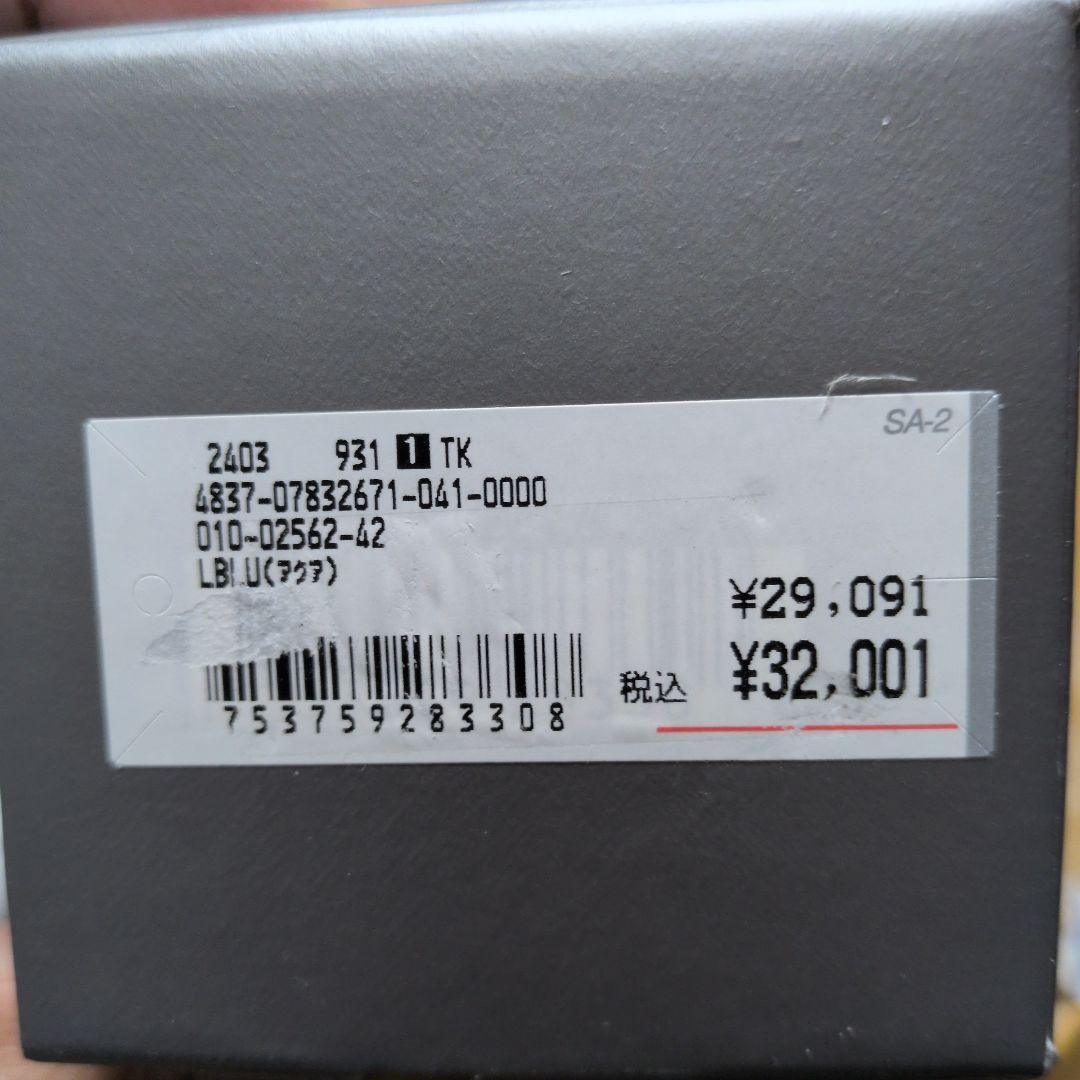 SA-2
2403 931 1 TK
4837-07832671-041-0000
010-02562-42
LBLU(アクア)
¥29,091
税込 ¥32,001
753759283308